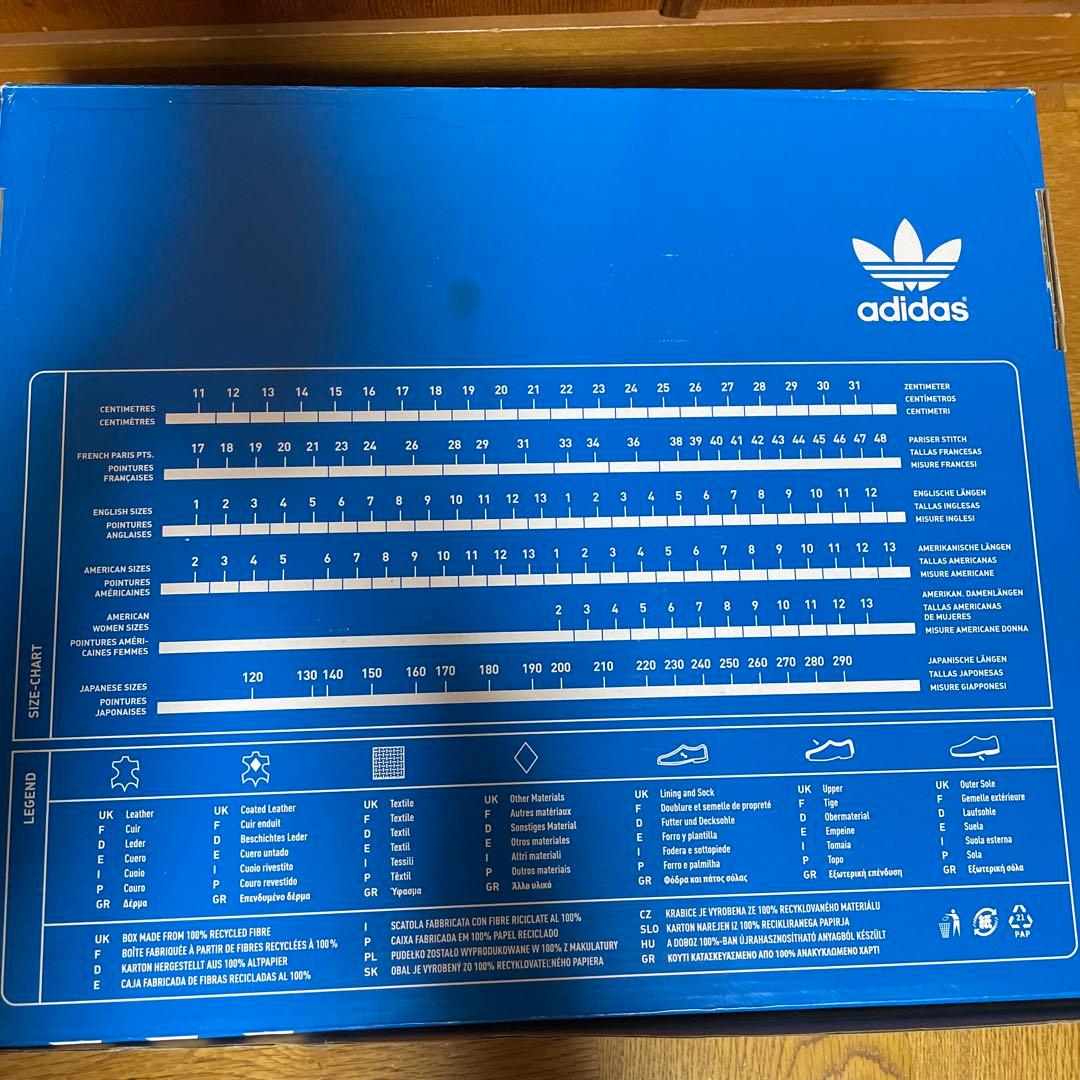 adidas®
SIZE-CHART
CENTIMETRES
CENTIMÈTRES
11 12 13 14 15 16 17 18 19 20 21 22 23 24 25 26 27 28 29 30 31
ZENTIMETER
CENTÍMETROS
CENTIMETRI
FRENCH PARIS PTS.
POINTURES
FRANÇAISES
17 18 19 20 21 23 24 26 28 29 31 33 34 36 38 39 40 41 42 43 44 45 46 47 48
PARISER STITCH
TALLAS FRANCESAS
MISURE FRANCESI
ENGLISH SIZES
POINTURES
ANGLAISES
1 2 3 4 5 6 7 8 9 10 11 12 13 1 2 3 4 5 6 7 8 9 10 11 12
ENGLISCHE LÄNGEN
TALLAS INGLESAS
MISURE INGLESI
AMERICAN SIZES
POINTURES
AMÉRICAINES
2 3 4 5 6 7 8 9 10 11 12 13 1 2 3 4 5 6 7 8 9 10 11 12 13
AMERIKANISCHE LÄNGEN
TALLAS AMERICANAS
MISURE AMERICANE
AMERICAN
WOMEN SIZES
POINTURES AMÉRI-
CAINES FEMMES
2 3 4 5 6 7 8 9 10 11 12 13
AMERIKAN. DAMENLÄNGEN
TALLAS AMERICANAS
DE MUJERES
MISURE AMERICANE DONNA
JAPANESE SIZES
POINTURES
JAPONAISES
120 130 140 150 160 170 180 190 200 210 220 230 240 250 260 270 280 290
JAPANISCHE LÄNGEN
TALLAS JAPONESAS
MISURE GIAPPONESI
LEGEND
UK Leather
F Cuir
D Leder
E Cuero
I Cuoio
P Couro
GR Δέρμα
UK Coated Leather
F Cuir enduit
D Beschichtes Leder
E Cuero untado
I Cuoio rivestito
P Couro revestido
GR Επενδυμένο δέρμα
UK Textile
F Textile
D Textil
E Textil
I Tessili
P Têxtil
GR Ύφασμα
UK Other Materials
F Autres matériaux
D Sonstiges Material
E Otros materiales
I Altri materiali
P Outros materiais
GR Άλλο υλικό
UK Lining and Sock
F Doublure et semelle de propreté
D Futter und Decksohle
E Forro y plantilla
I Fodera e sottopiede
P Forro e palmilha
GR Φόδρα και πάτος σόλας
UK Upper
F Tige
D Obermaterial
E Empeine
I Tomaia
P Topo
GR Εξωτερική επένδυση
UK Outer Sole
F Gemelle extérieure
D Laufsohle
E Suela
I Suola esterna
P Sola
GR Εξωτερική σόλα
UK BOX MADE FROM 100% RECYCLED FIBRE
F BOÎTE FABRIQUÉE À PARTIR DE FIBRES RECYCLÉES À 100 %
D KARTON HERGESTELLT AUS 100% ALTPAPIER
E CAJA FABRICADA DE FIBRAS RECICLADAS AL 100%
I SCATOLA FABBRICATA CON FIBRE RICICLATE AL 100%
P CAIXA FABRICADA EM 100% PAPEL RECICLADO
PL PUDEŁKO ZOSTAŁO WYPRODUKOWANE W 100% Z MAKULATURY
SK OBAL JE VYROBENÝ ZO 100% RECYKLOVATEĽNÉHO PAPIERA
CZ KRABICE JE VYROBENA ZE 100% RECYKLOVANÉHO MATERIÁLU
SLO KARTON NAREJEN IZ 100% RECIKLIRANEGA PAPIRJA
HU A DOBOZ 100%-BAN ÚJRAHASZNOSÍTHATÓ ANYAGBÓL KÉSZÜLT
GR ΚΟΥΤΙ ΚΑΤΑΣΚΕΥΑΣΜΕΝΟ ΑΠΟ 100% ΑΝΑΚΥΚΛΩΜΕΝΟ ΧΑΡΤΙ
紙
21
PAP